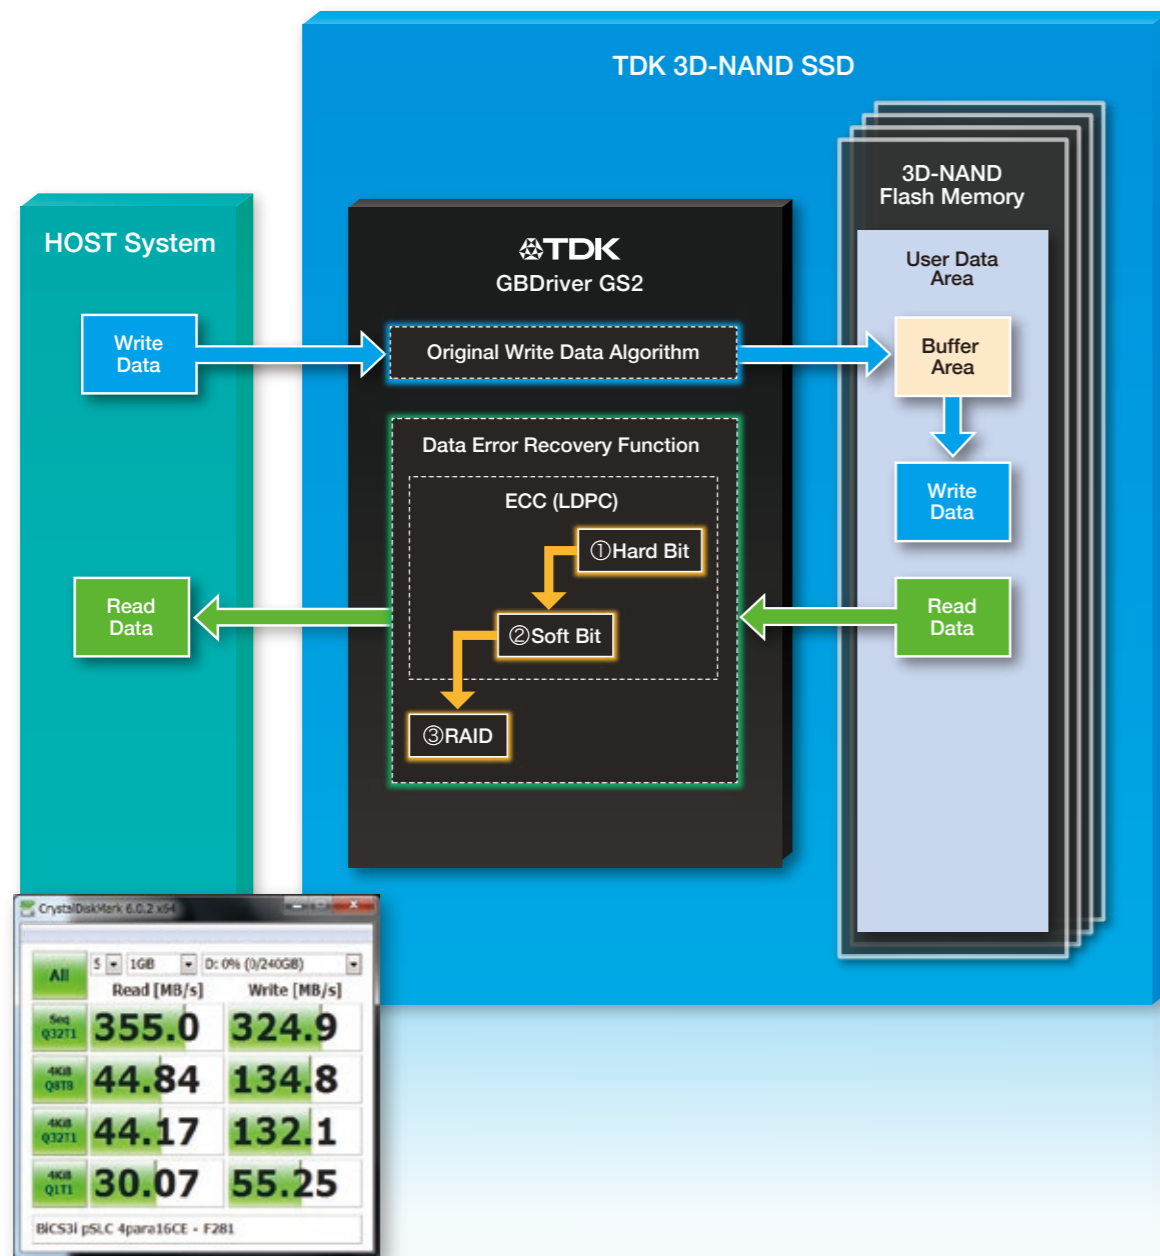 TDK 3D-NAND SSD
3D-NAND
Flash Memory
HOST System
TDK
GBDriver GS2
User Data
Area
Write
Data
Original Write Data Algorithm
Buffer
Area
Data Error Recovery Function
ECC (LDPC)
Write
Data
①Hard Bit
Read
Data
②Soft Bit
Read
Data
③RAID
CrystalDiskMark 6.0.2 x64
All
5
1GB
D: 0% (0/240GB)
Read [MB/s]
Write [MB/s]
Seq
Q32T1
355.0
324.9
4KiB
Q8T8
44.84
134.8
4KiB
Q32T1
44.17
132.1
4KiB
Q1T1
30.07
55.25
BiCS3i pSLC 4para16CE - F281